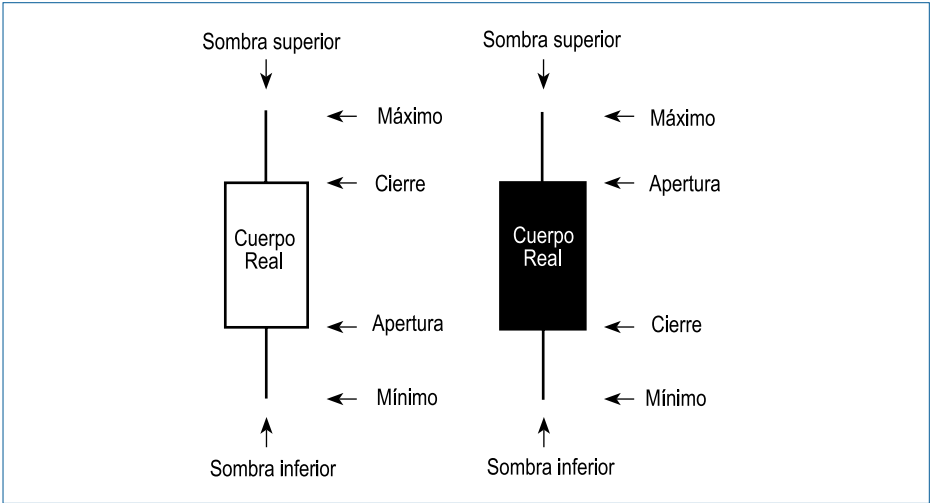 Sombra superior
Máximo
Cierre
Cuerpo
Real
Apertura
Mínimo
Sombra inferior
Sombra superior
Máximo
Apertura
Cuerpo
Real
Cierre
Mínimo
Sombra inferior